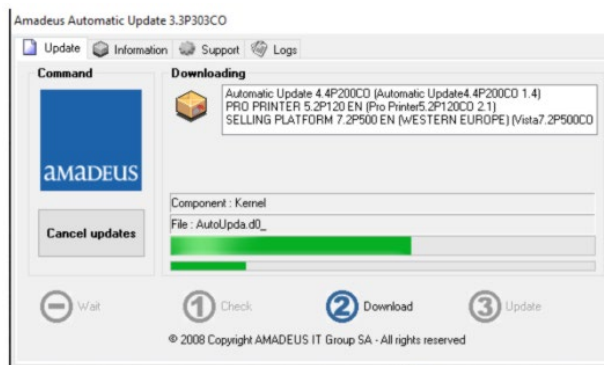 Amadeus Automatic Update 3.3P303CO
Update Information Support Logs
Command
Downloading
Automatic Update 4.4P200CO (Automatic Update4.4P200CO 1.4)
PRO PRINTER 5.2P120 EN (Pro Printer5.2P120CO 2.1)
SELLING PLATFORM 7.2P500 EN (WESTERN EUROPE) (Vista7.2P500CO
amadeus
Component : Kernel
File : AutoUpda.d0_
Cancel updates
Wait 1 Check 2 Download 3 Update
© 2008 Copyright AMADEUS IT Group SA - All rights reserved